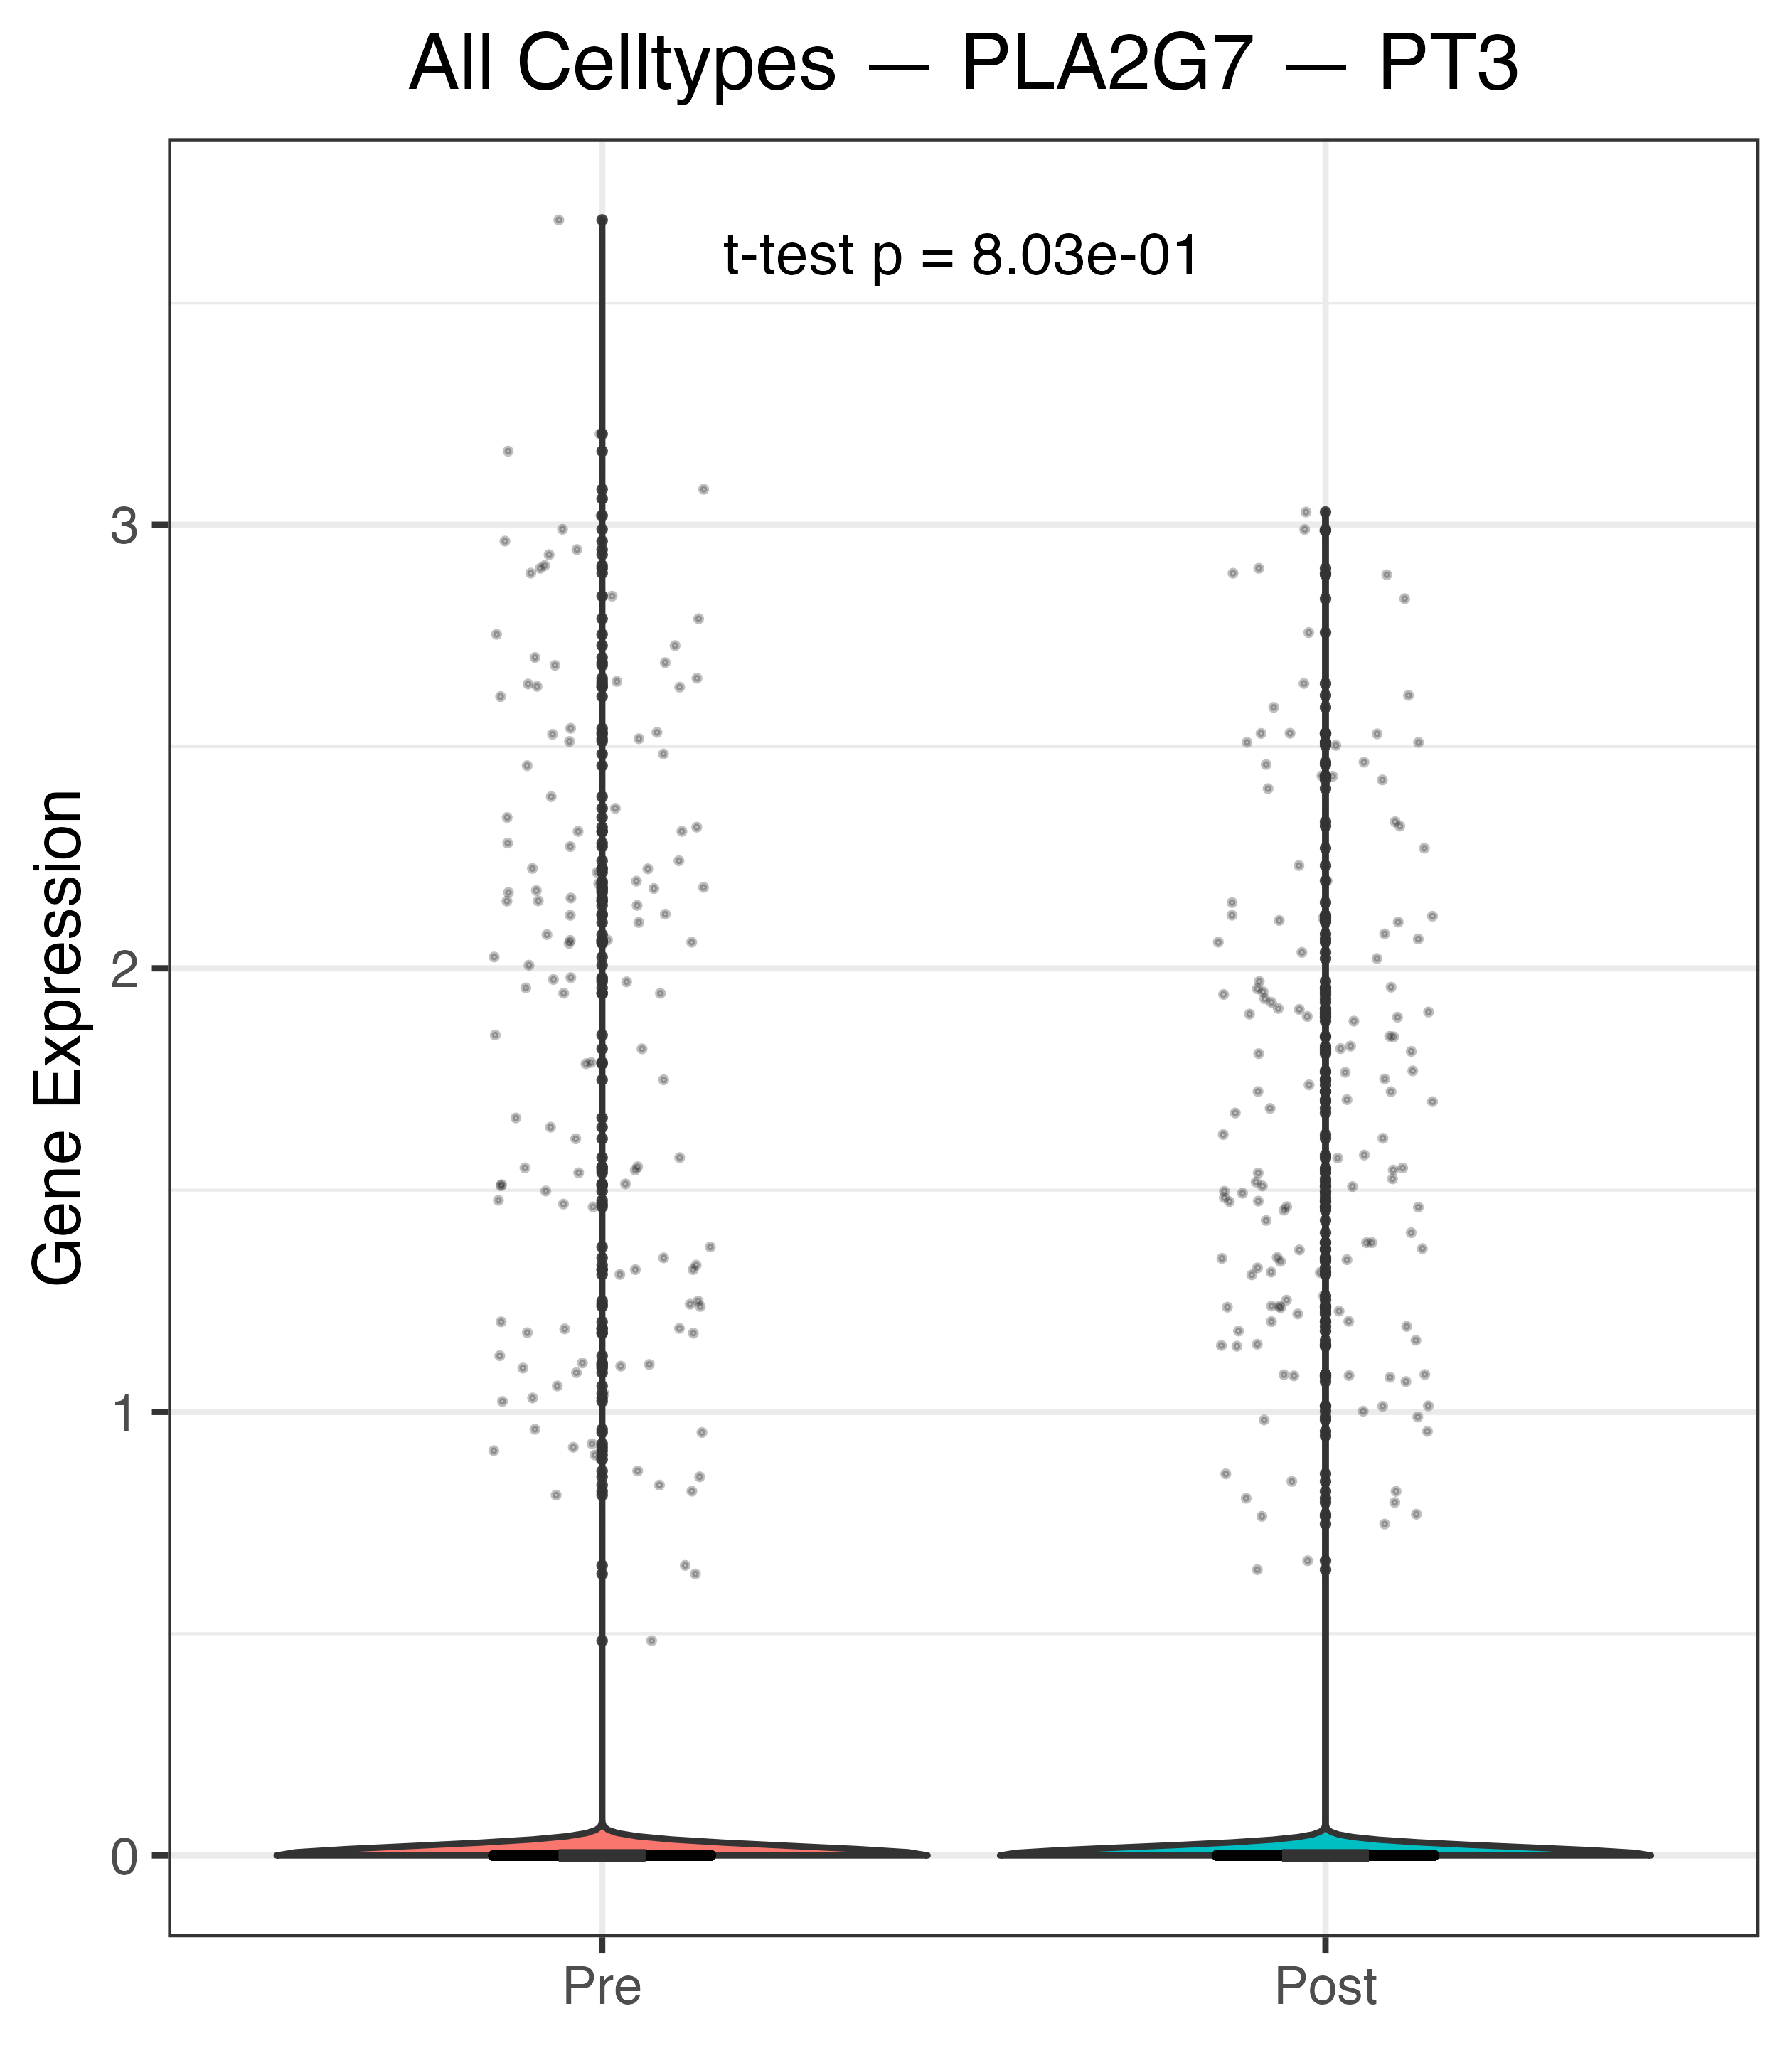 All Celltypes — PLA2G7 — PT3
t-test p = 8.03e-01
Gene Expression
3
2
1
0
Pre
Post